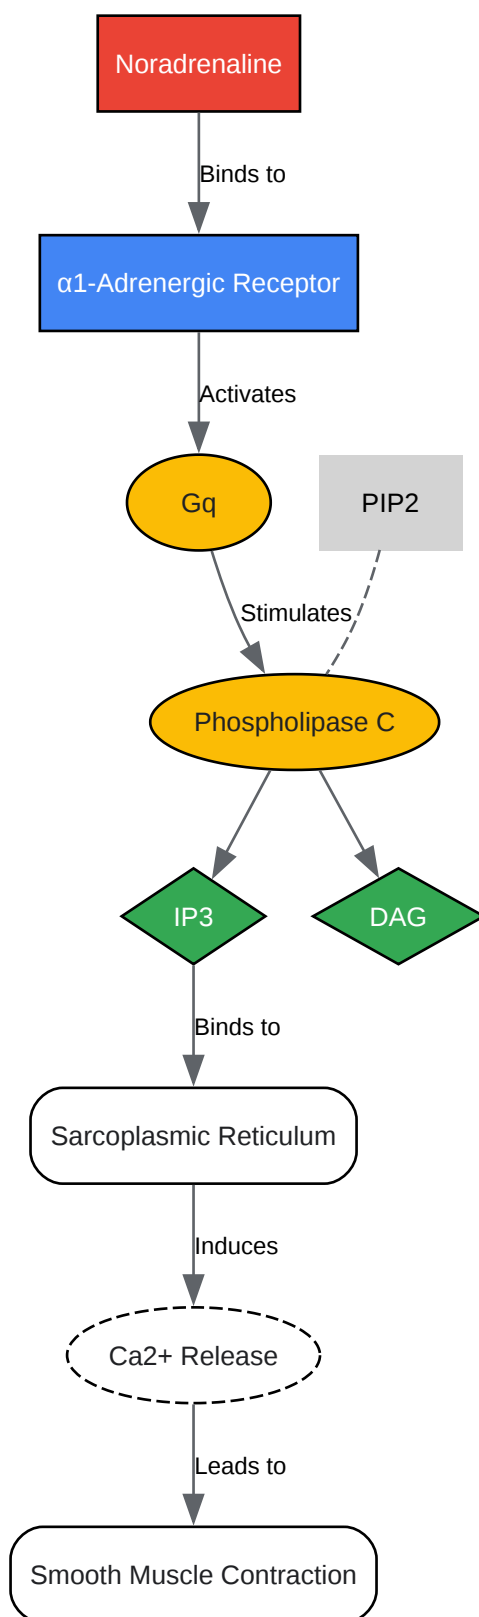 Noradrenaline
Binds to
α1-Adrenergic Receptor
Activates
Gq
PIP2
Stimulates
Phospholipase C
IP3
DAG
Binds to
Sarcoplasmic Reticulum
Induces
Ca2+ Release
Leads to
Smooth Muscle Contraction